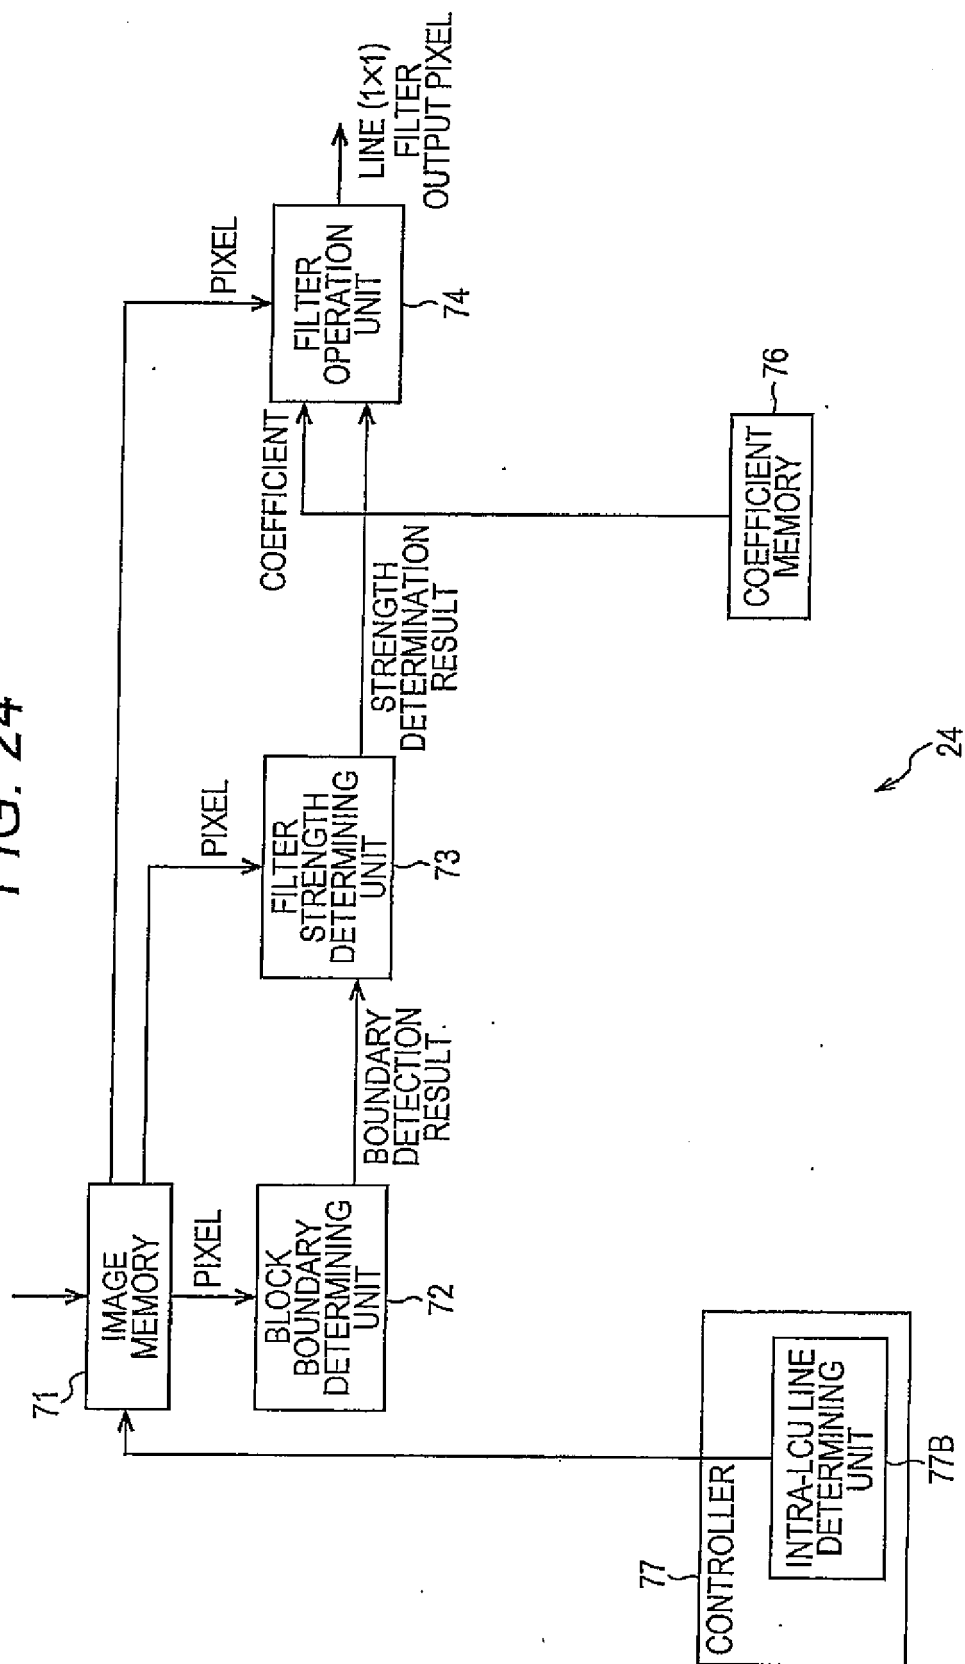 FIG. 24
71
IMAGE
MEMORY
PIXEL
BLOCK
BOUNDARY
DETERMINING
UNIT
72
BOUNDARY
DETECTION
RESULT
PIXEL
FILTER
STRENGTH
DETERMINING
UNIT
73
STRENGTH
DETERMINATION
RESULT
COEFFICIENT
PIXEL
FILTER
OPERATION
UNIT
74
LINE (1×1)
FILTER
OUTPUT PIXEL
COEFFICIENT
MEMORY
76
77
CONTROLLER
INTRA-LCU LINE
DETERMINING
UNIT
77B
24